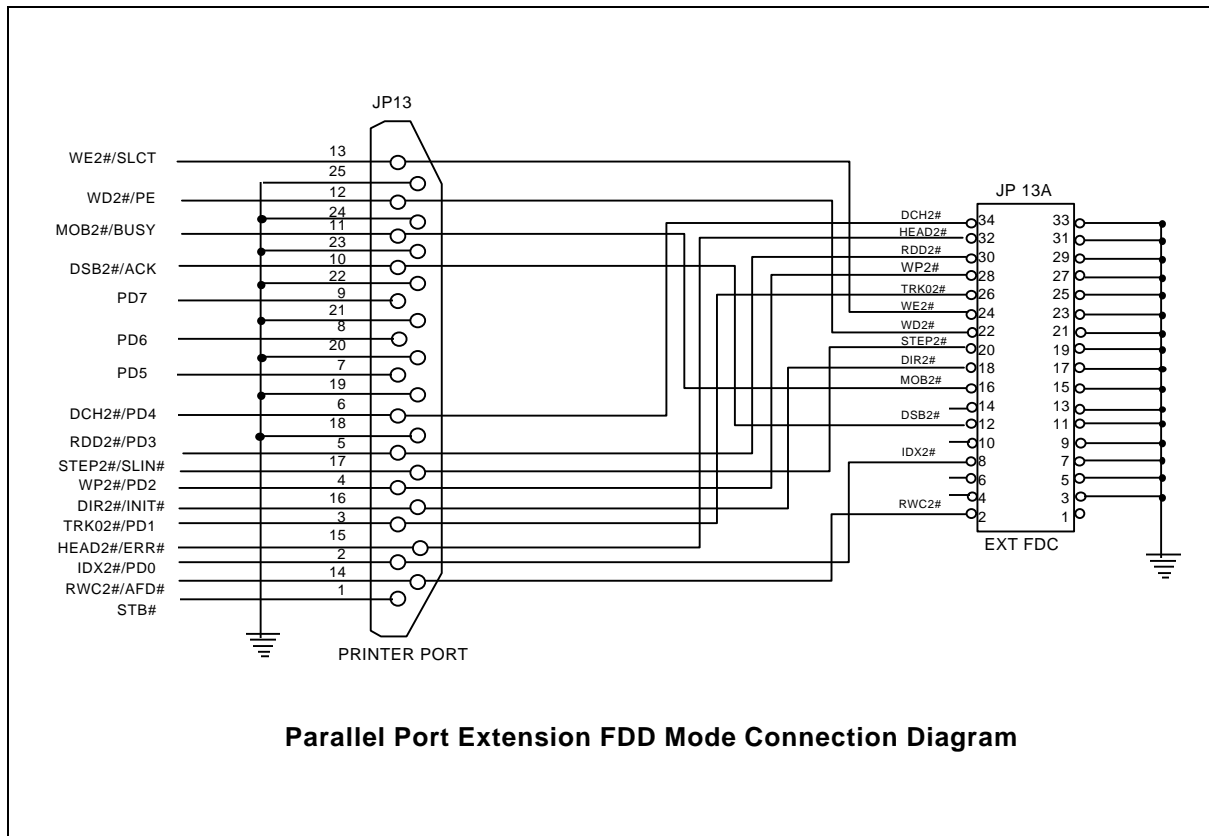 JP13
WE2#/SLCT 13
25
WD2#/PE 12
24
MOB2#/BUSY 11
23
DSB2#/ACK 10
22
PD7 9
21
PD6 8
20
PD5 7
19
DCH2#/PD4 6
18
RDD2#/PD3 5
STEP2#/SLIN# 17
WP2#/PD2 4
DIR2#/INIT# 16
TRK02#/PD1 3
HEAD2#/ERR# 15
IDX2#/PD0 2
RWC2#/AFD# 14
STB# 1
PRINTER PORT
JP 13A
DCH2# 34 33
HEAD2# 32 31
RDD2# 30 29
WP2# 28 27
TRK02# 26 25
WE2# 24 23
WD2# 22 21
STEP2# 20 19
DIR2# 18 17
MOB2# 16 15
14 13
DSB2# 12 11
10 9
IDX2# 8 7
6 5
4 3
RWC2# 2 1
EXT FDC
Parallel Port Extension FDD Mode Connection Diagram